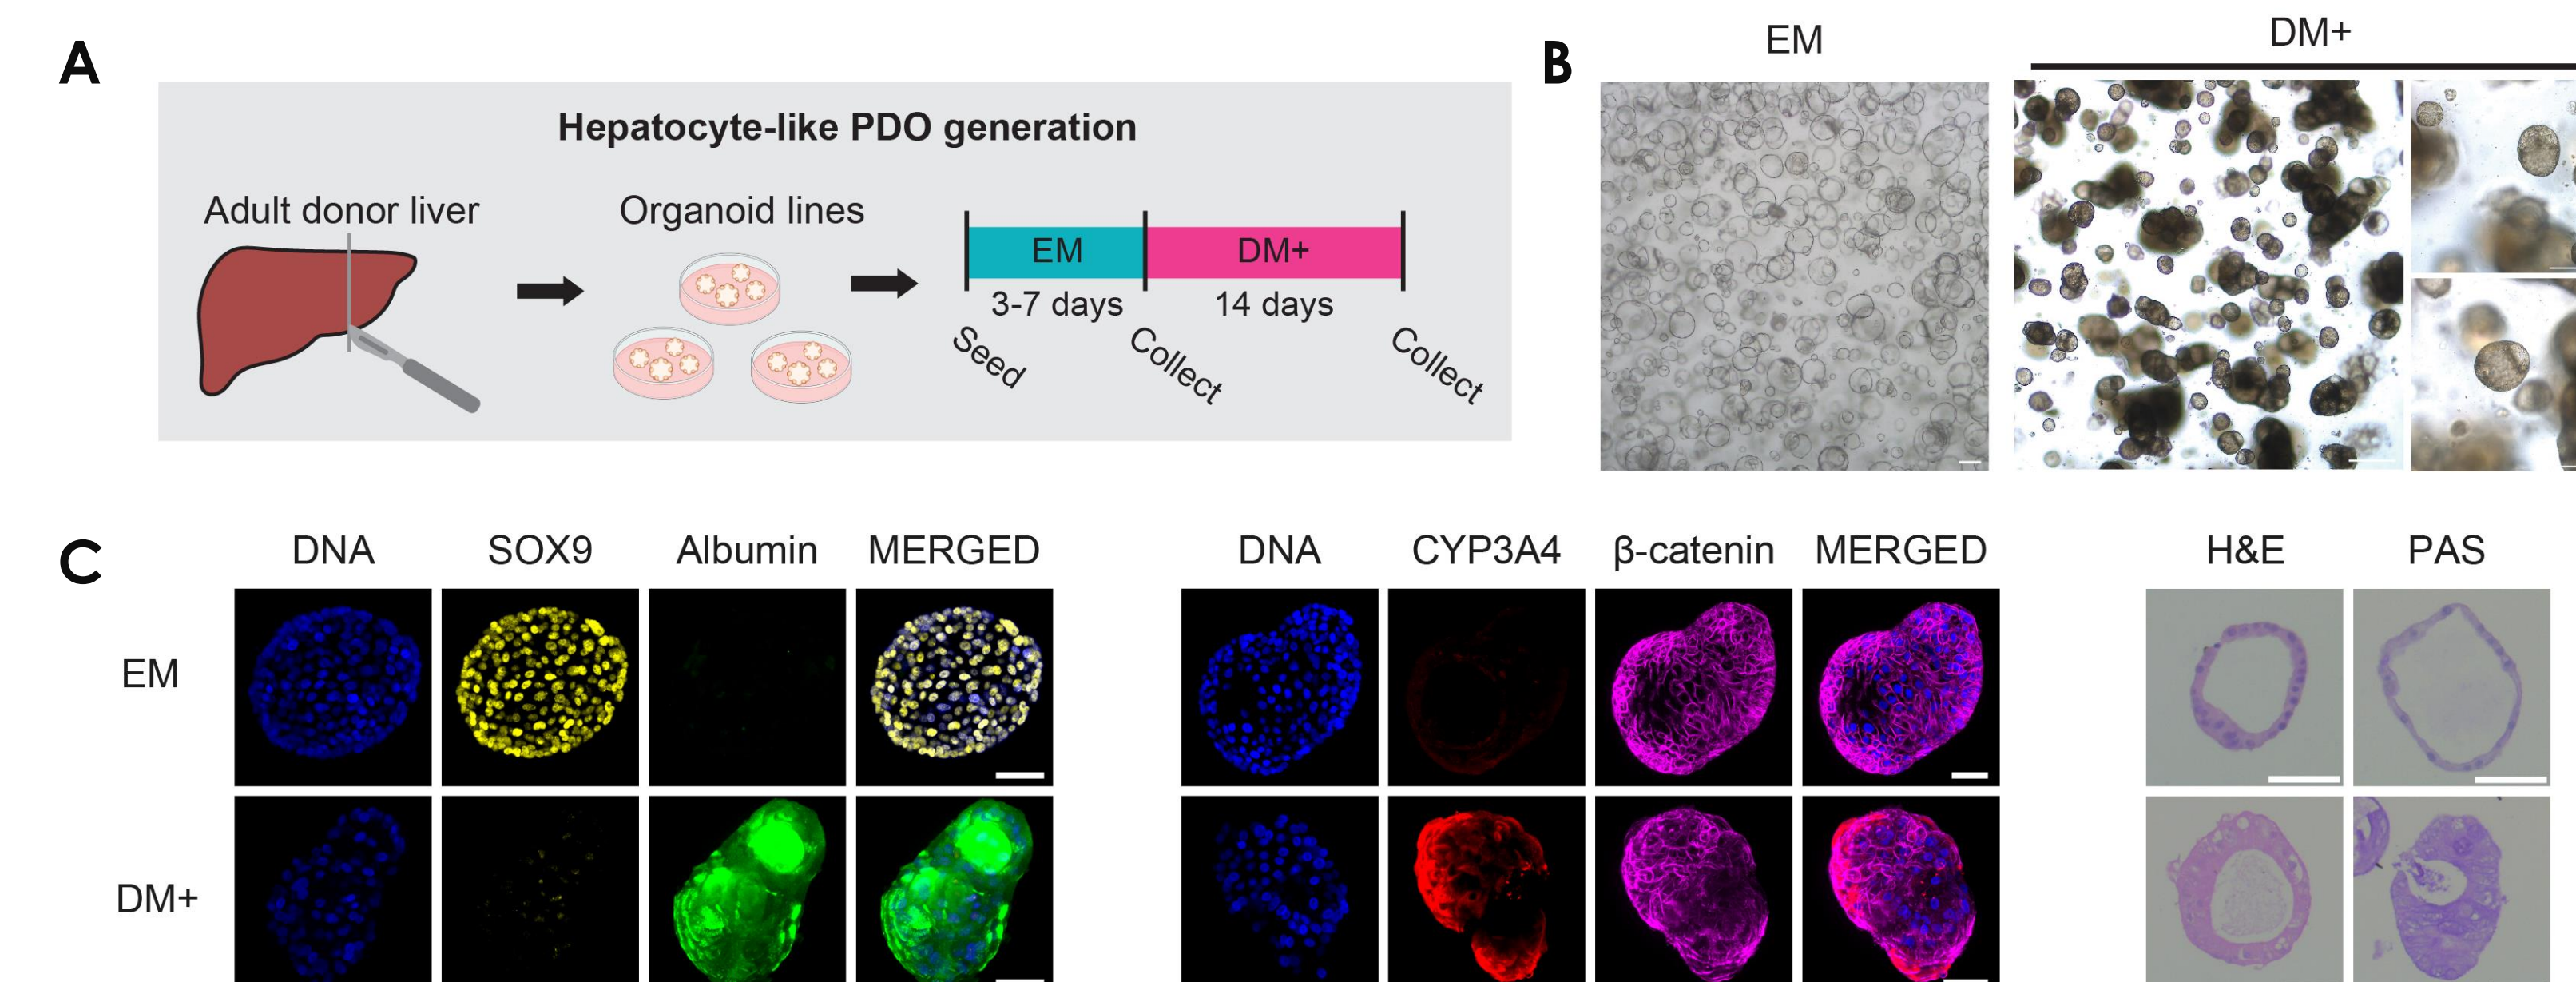 A
Hepatocyte-like PDO generation
Adult donor liver
Organoid lines
EM
DM+
3-7 days
14 days
Seed
Collect
Collect
B
EM
DM+
C
DNA
SOX9
Albumin
MERGED
DNA
CYP3A4
β-catenin
MERGED
H&E
PAS
EM
DM+